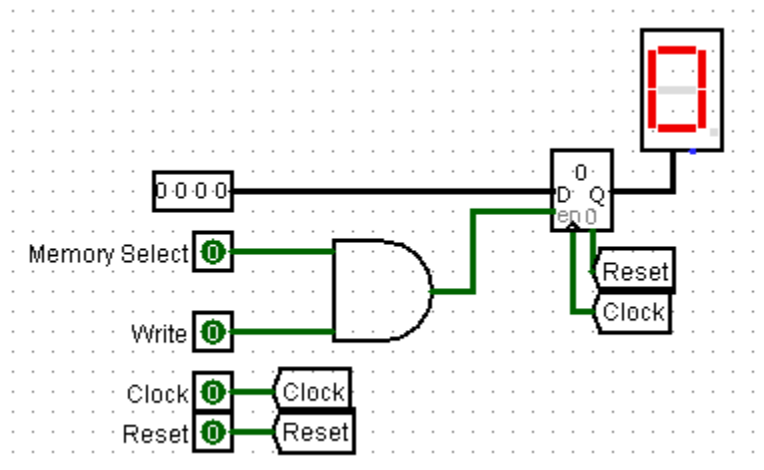 0
0
0 0 0 0
D Q
en 0
Memory Select 0
Reset
Clock
Write 0
Clock 0 Clock
Reset 0 Reset